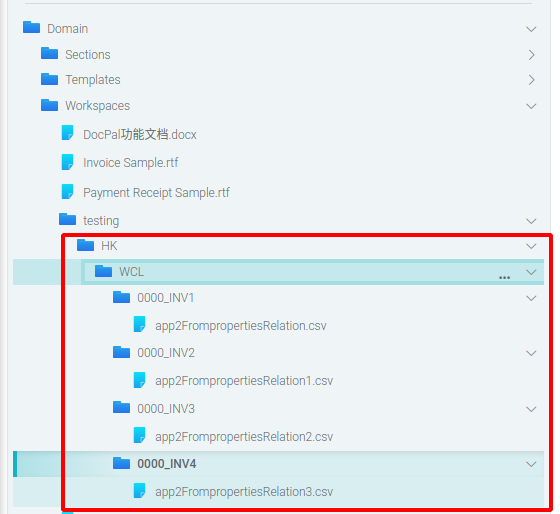 Domain
Sections
Templates
Workspaces
DocPal功能文档.docx
Invoice Sample.rtf
Payment Receipt Sample.rtf
testing
HK
WCL
...
0000_INV1
app2FrompropertiesRelation.csv
0000_INV2
app2FrompropertiesRelation1.csv
0000_INV3
app2FrompropertiesRelation2.csv
0000_INV4
app2FrompropertiesRelation3.csv